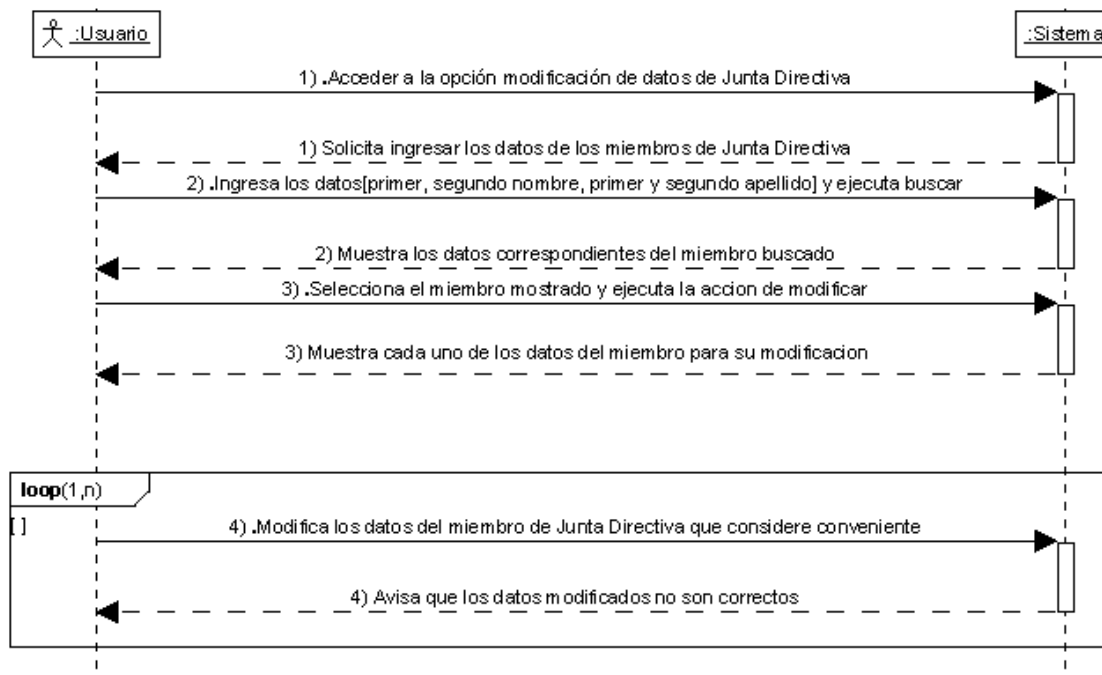 :Usuario
:Sistema
1) .Acceder a la opción modificación de datos de Junta Directiva
1) Solicita ingresar los datos de los miembros de Junta Directiva
2) .Ingresa los datos[primer, segundo nombre, primer y segundo apellido] y ejecuta buscar
2) Muestra los datos correspondientes del miembro buscado
3) .Selecciona el miembro mostrado y ejecuta la accion de modificar
3) Muestra cada uno de los datos del miembro para su modificacion
loop(1,n)
[ ]
4) .Modifica los datos del miembro de Junta Directiva que considere conveniente
4) Avisa que los datos modificados no son correctos